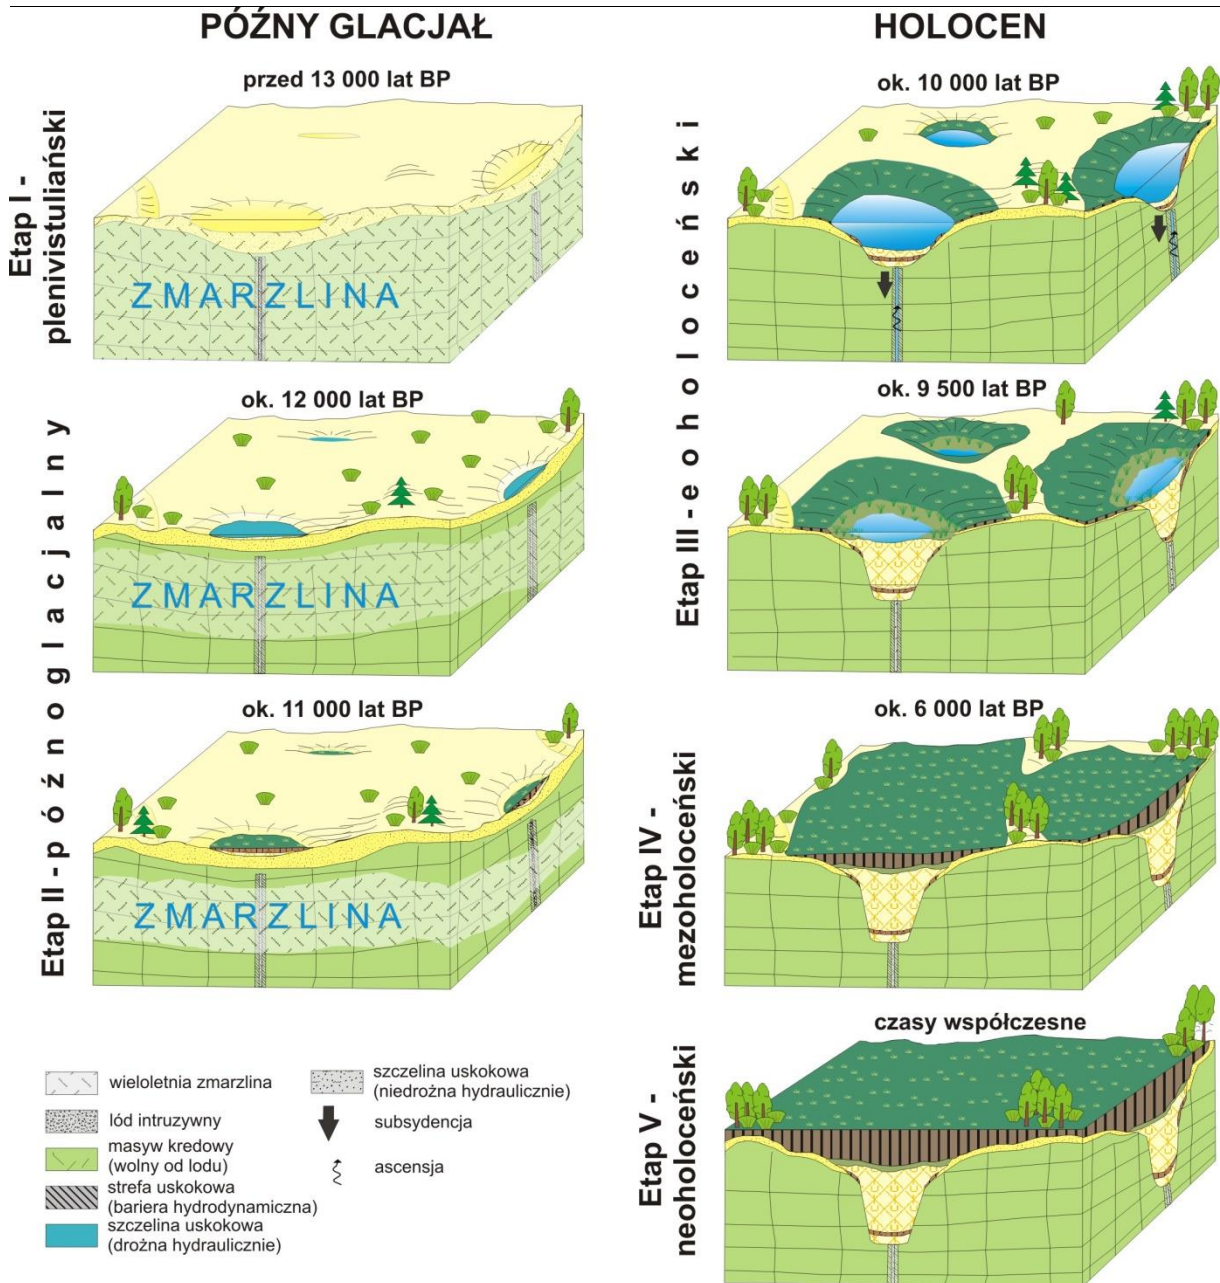 PÓŹNY GLACJAŁ
HOLOCEN
Etap I -
plenivistuliański
przed 13 000 lat BP
ZMARZLINA
Etap II - późnoglacjalny
ok. 12 000 lat BP
ZMARZLINA
ok. 11 000 lat BP
ZMARZLINA
Etap III - eoholoceński
ok. 10 000 lat BP
ok. 9 500 lat BP
Etap IV -
mezoholoceński
ok. 6 000 lat BP
Etap V -
neoholoceński
czasy współczesne
wieloletnia zmarzlina
lód intruzywny
masyw kredowy
(wolny od lodu)
strefa uskokowa
(bariera hydrodynamiczna)
szczelina uskokowa
(drożna hydraulicznie)
szczelina uskokowa
(niedrożna hydraulicznie)
subsydencja
ascensja